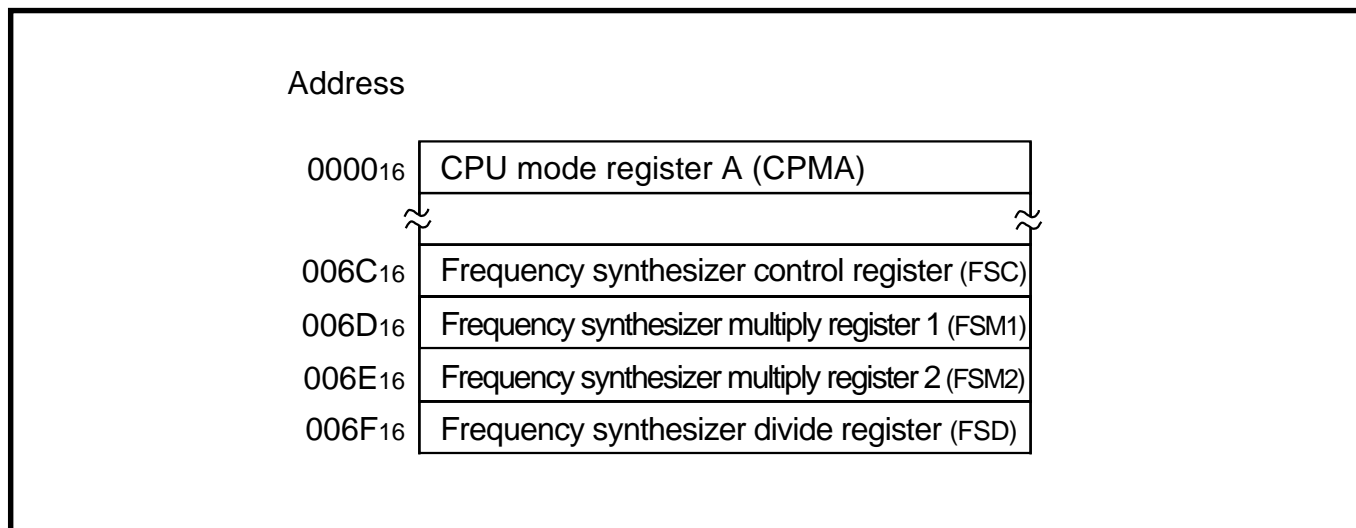 Address
0000₁₆ CPU mode register A (CPMA)
006C₁₆ Frequency synthesizer control register (FSC)
006D₁₆ Frequency synthesizer multiply register 1 (FSM1)
006E₁₆ Frequency synthesizer multiply register 2 (FSM2)
006F₁₆ Frequency synthesizer divide register (FSD)